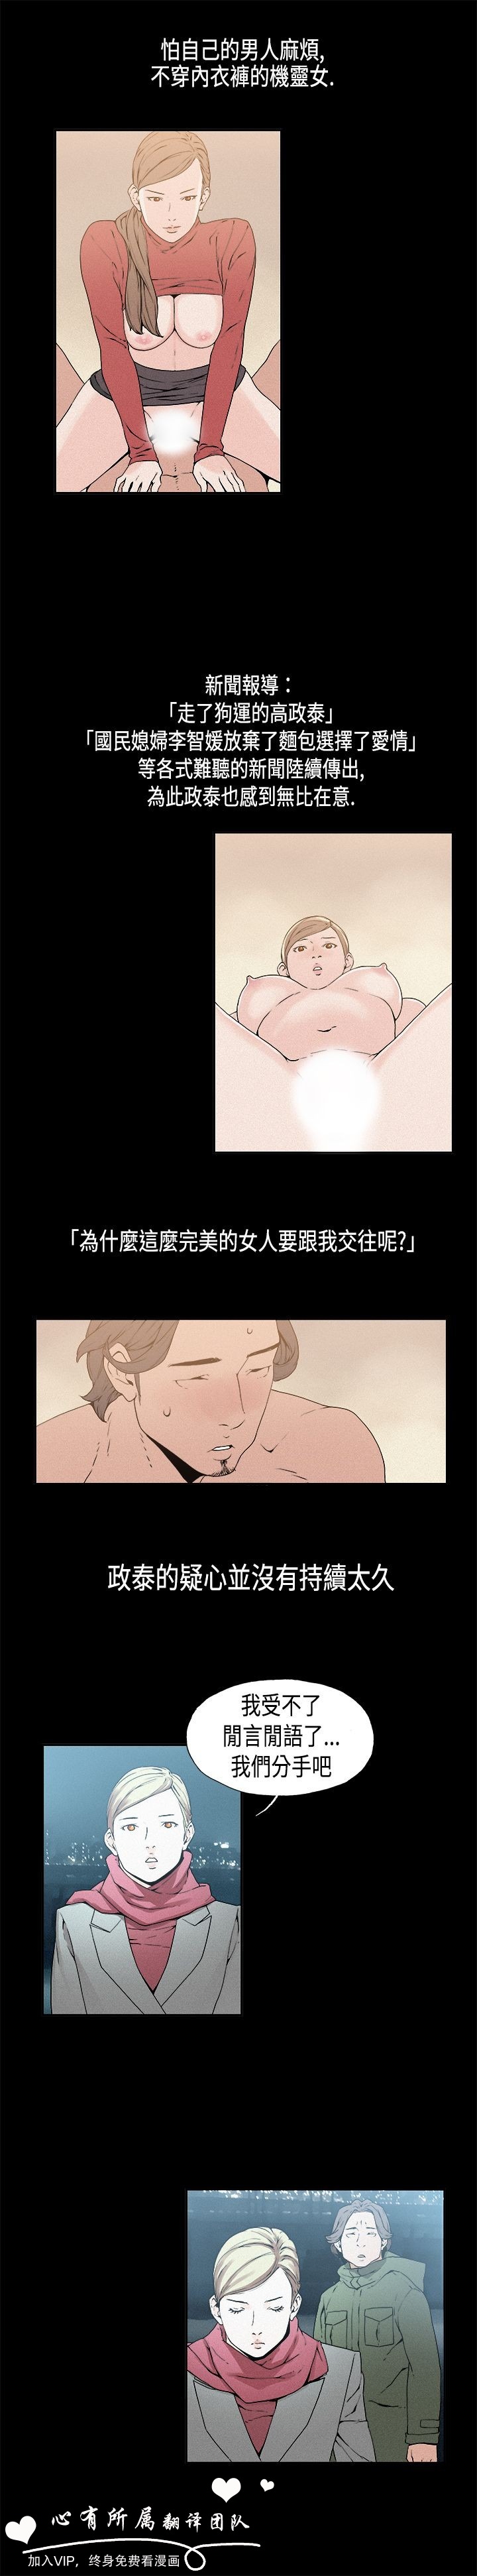 怕自己的男人麻煩,
不穿內衣褲的機靈女.
新聞報導：
「走了狗運的高政泰」
「國民媳婦李智媛放棄了麵包選擇了愛情」
等各式難聽的新聞陸續傳出,
為此政泰也感到無比在意.
「為什麼這麼完美的女人要跟我交往呢?」
政泰的疑心並沒有持續太久
我受不了
閒言閒語了...
我們分手吧
心有所属翻译团队
加入VIP，终身免费看漫画